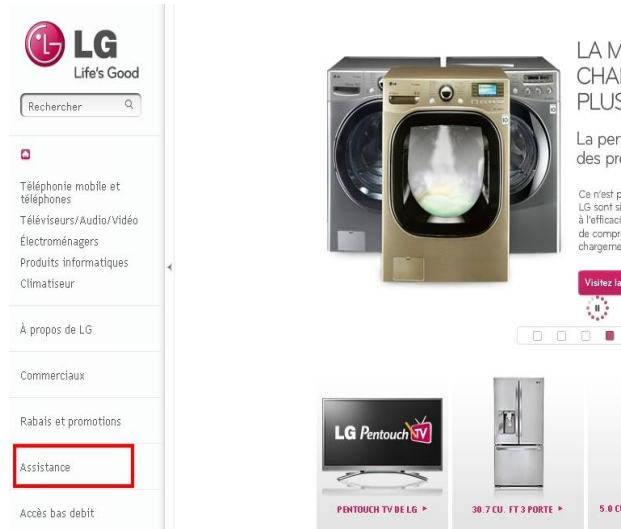 LG
Life's Good
Rechercher
Téléphonie mobile et
téléphones
Téléviseurs/Audio/Vidéo
Électroménagers
Produits informatiques
Climatiseur
À propos de LG
Commerciaux
Rabais et promotions
Assistance
Accès bas debit
LA M
CHA
PLUS
La per
des pr
Ce n'est p
LG sont si
à l'efficaci
de compr
chargeme
Visitez la
LG Pentouch TV
PENTOUCH TV DE LG
30.7 CU. FT 3 PORTE
5.0 CU